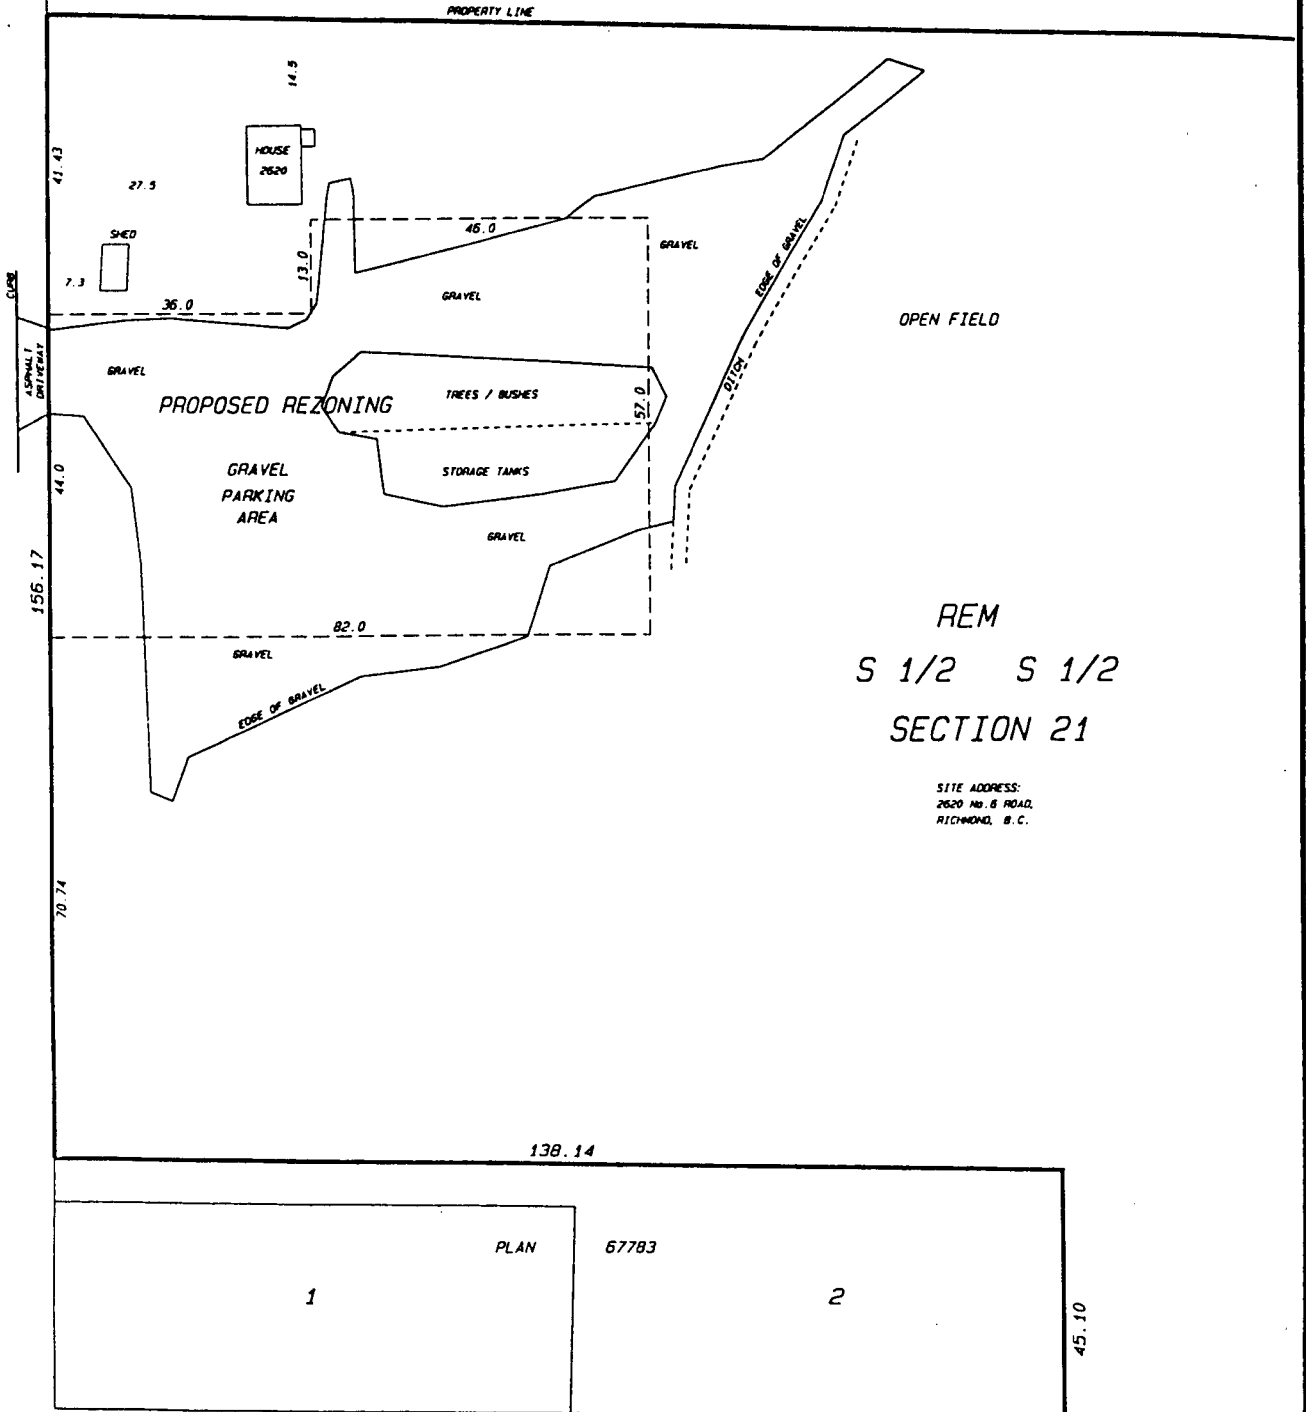 PROPERTY LINE
14.5
41.43
HOUSE
2620
27.5
SHED
46.0
GRAVEL
13.0
EDGE OF GRAVEL
7.3
CURB
36.0
GRAVEL
OPEN FIELD
ASPHALT
DRIVEWAY
GRAVEL
DITCH
TREES / BUSHES
57.0
PROPOSED REZONING
44.0
GRAVEL
PARKING
AREA
STORAGE TANKS
GRAVEL
156.17
82.0
GRAVEL
EDGE OF GRAVEL
REM
S 1/2 S 1/2
SECTION 21
SITE ADDRESS:
2620 No.6 ROAD,
RICHMOND, B.C.
70.74
138.14
PLAN 67783
1
2
45.10